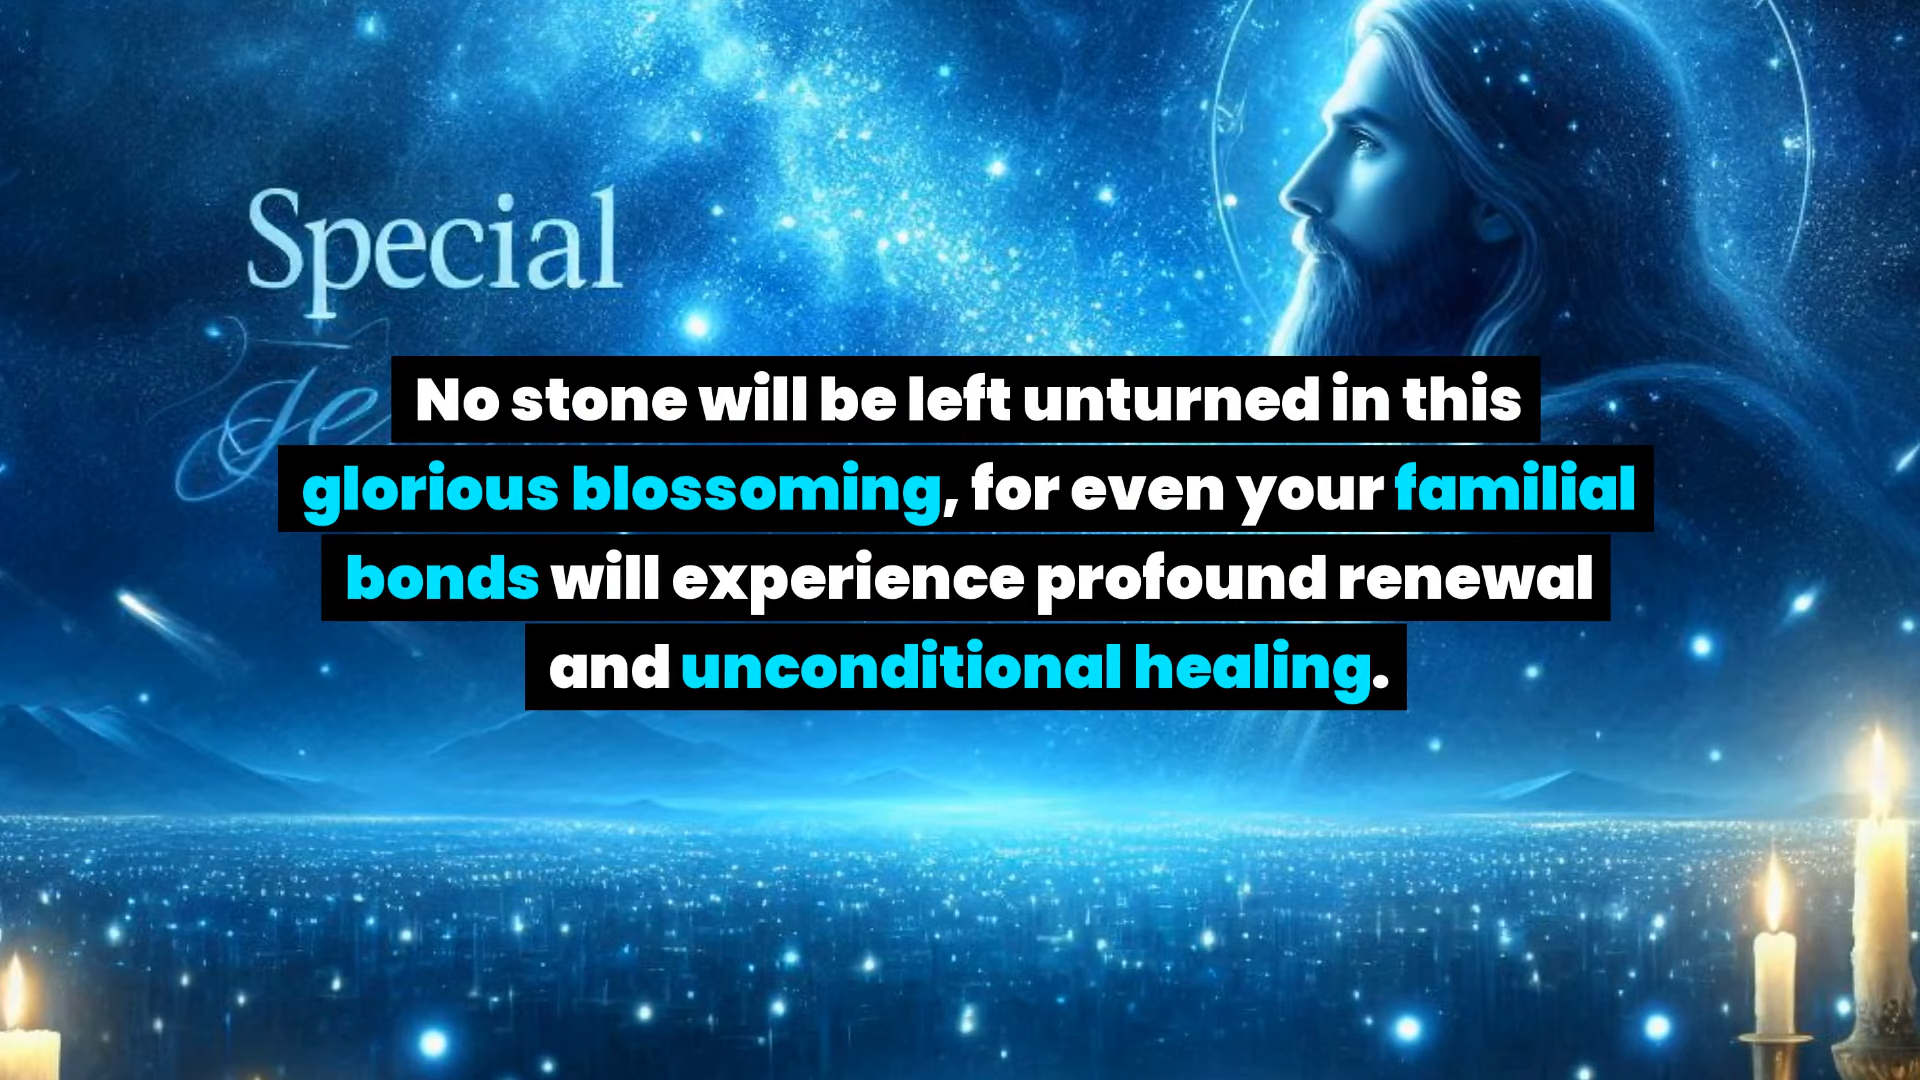 Special
No stone will be left unturned in this
glorious blossoming, for even your familial
bonds will experience profound renewal
and unconditional healing.